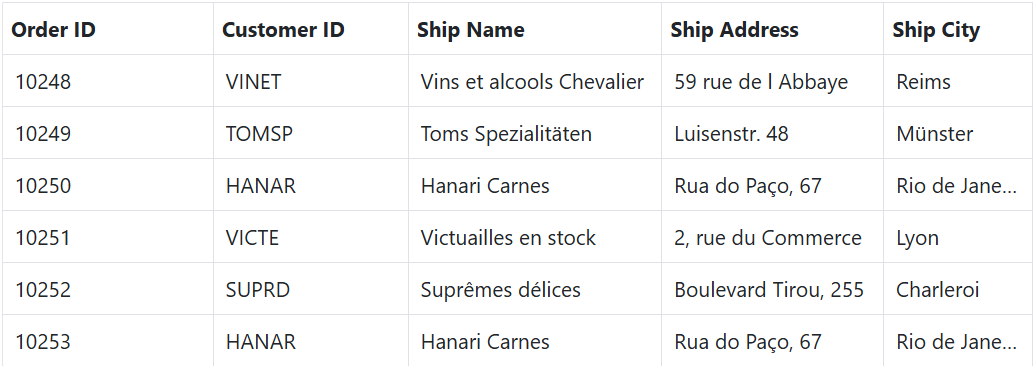 Order ID Customer ID Ship Name Ship Address Ship City
10248 VINET Vins et alcools Chevalier 59 rue de l Abbaye Reims
10249 TOMSP Toms Spezialitäten Luisenstr. 48 Münster
10250 HANAR Hanari Carnes Rua do Paço, 67 Rio de Jane...
10251 VICTE Victuailles en stock 2, rue du Commerce Lyon
10252 SUPRD Suprêmes délices Boulevard Tirou, 255 Charleroi
10253 HANAR Hanari Carnes Rua do Paço, 67 Rio de Jane...